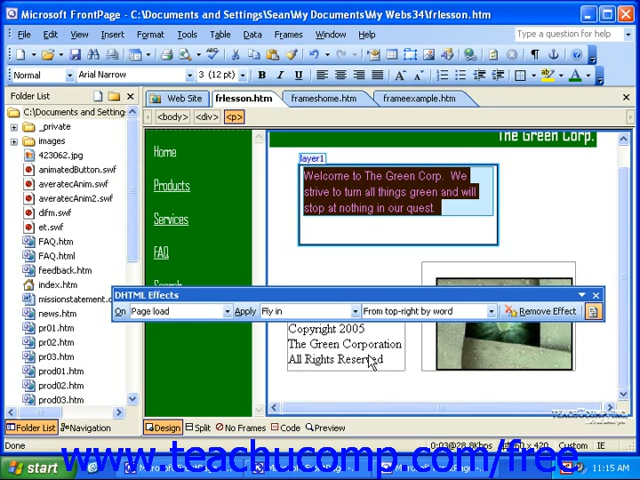 Microsoft FrontPage - C:\Documents and Settings\Sean\My Documents\My Webs34\frlesson.htm
File Edit View Insert Format Tools Table Data Frames Window Help
Type a question for help
Normal Arial Narrow 3 (12 pt)
Folder List
Web Site frlesson.htm frameshome.htm frameexample.htm
C:\Documents and Setting
<body> <div> <p>
_private
images
423062.jpg
animatedButton.swf
averatecAnim.swf
averatecAnim2.swf
difm.swf
et.swf
FAQ.htm
FAQ.html
feedback.htm
index.htm
missionstatement.
news.htm
pr01.htm
pr02.htm
pr03.htm
prod01.htm
prod02.htm
prod03.htm
Home
Products
Services
FAQ
Search
The Green Corp.
layer1
Welcome to The Green Corp. We
strive to turn all things green and will
stop at nothing in our quest.
DHTML Effects
On Page load Apply Fly in From top-right by word Remove Effect
Copyright 2005
The Green Corporation
All Rights Reserved
Folder List Navigation Design Split No Frames Code Preview
Done 0:03@28.8Kbps Custom IE
www.teachucomp.com/free
start 11:15 AM